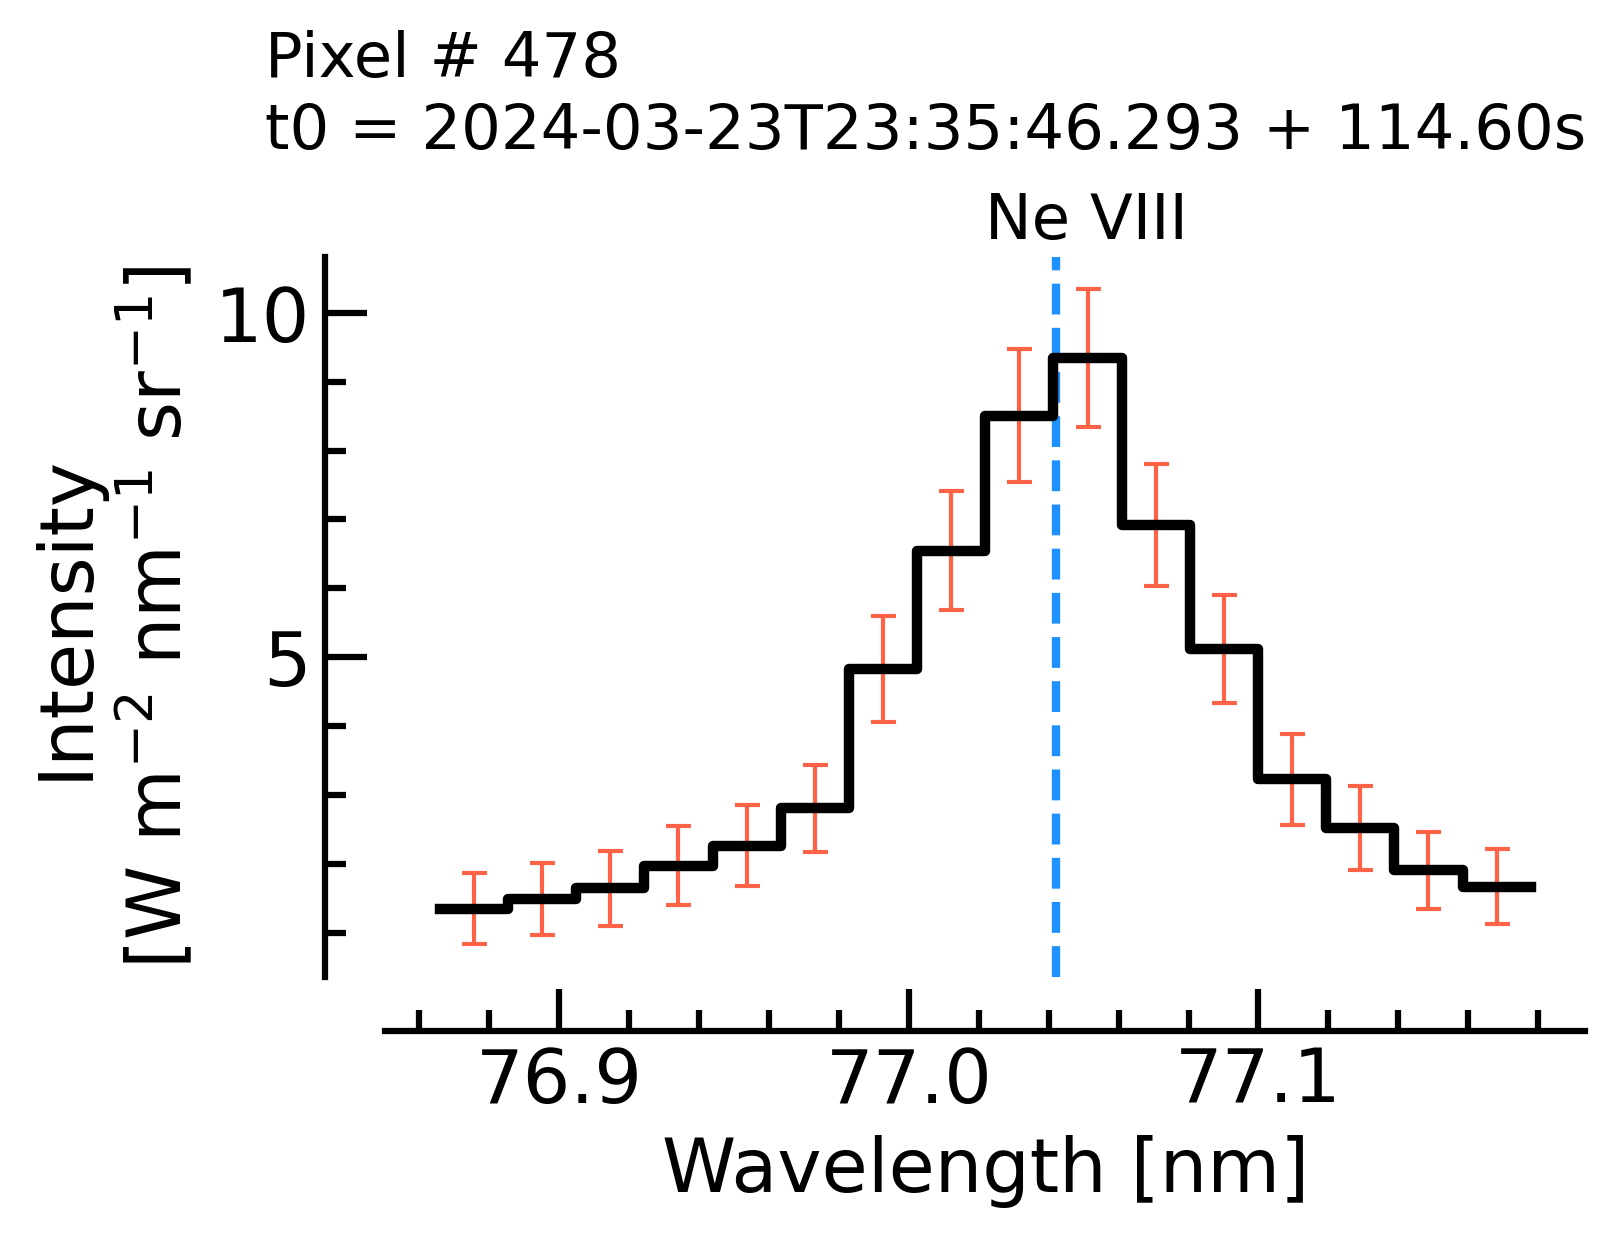 Pixel # 478
t0 = 2024-03-23T23:35:46.293 + 114.60s
Ne VIII
Intensity
[W m⁻² nm⁻¹ sr⁻¹]
10
5
76.9 77.0 77.1
Wavelength [nm]